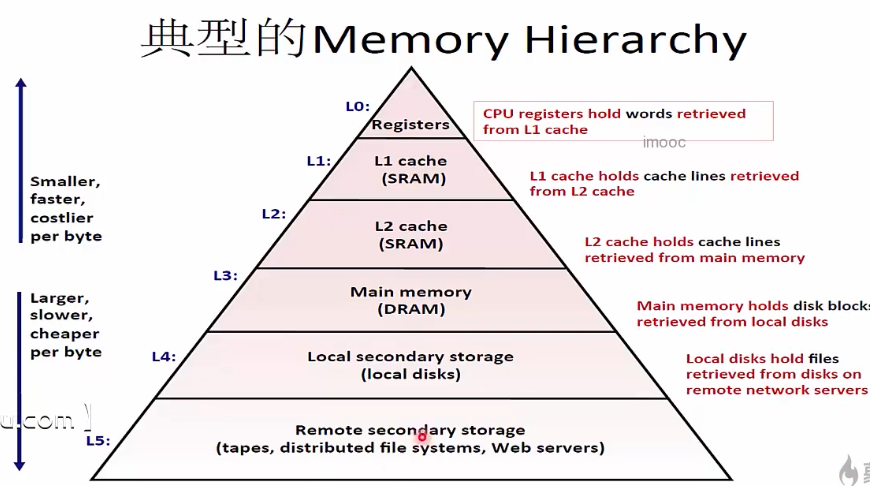 典型的Memory Hierarchy
L0:
Registers
CPU registers hold words retrieved
from L1 cache
imooc
L1:
L1 cache
(SRAM)
L1 cache holds cache lines retrieved
from L2 cache
Smaller,
faster,
costlier
per byte
L2:
L2 cache
(SRAM)
L2 cache holds cache lines
retrieved from main memory
L3:
Larger,
slower,
cheaper
per byte
Main memory
(DRAM)
Main memory holds disk blocks
retrieved from local disks
L4:
Local secondary storage
(local disks)
Local disks hold files
retrieved from disks on
remote network servers
u.com】
L5:
Remote secondary storage
(tapes, distributed file systems, Web servers)